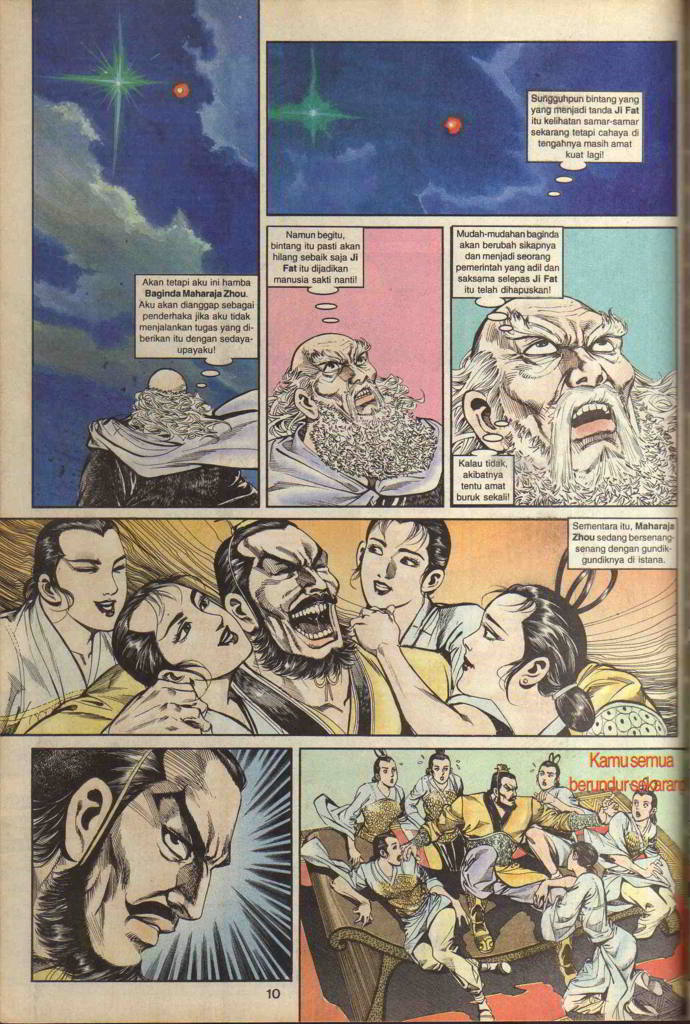 Akan tetapi aku ini hamba
Baginda Maharaja Zhou.
Aku akan dianggap sebagai
penderhaka jika aku tidak
menjalankan tugas yang di-
berikan itu dengan sedaya-
upayaku!
Sungguhpun bintang yang
yang menjadi tanda Ji Fat
itu kelihatan samar-samar
sekarang tetapi cahaya di
tengahnya masih amat
kuat lagi!
Namun begitu,
bintang itu pasti akan
hilang sebaik saja Ji
Fat itu dijadikan
manusia sakti nanti!
Mudah-mudahan baginda
akan berubah sikapnya
dan menjadi seorang
pemerintah yang adil dan
saksama selepas Ji Fat
itu telah dihapuskan!
Kalau tidak,
akibatnya
tentu amat
buruk sekali!
Sementara itu, Maharaja
Zhou sedang bersenang-
senang dengan gundik-
gundiknya di istana.
Kamu semua
berundur sekarang
10